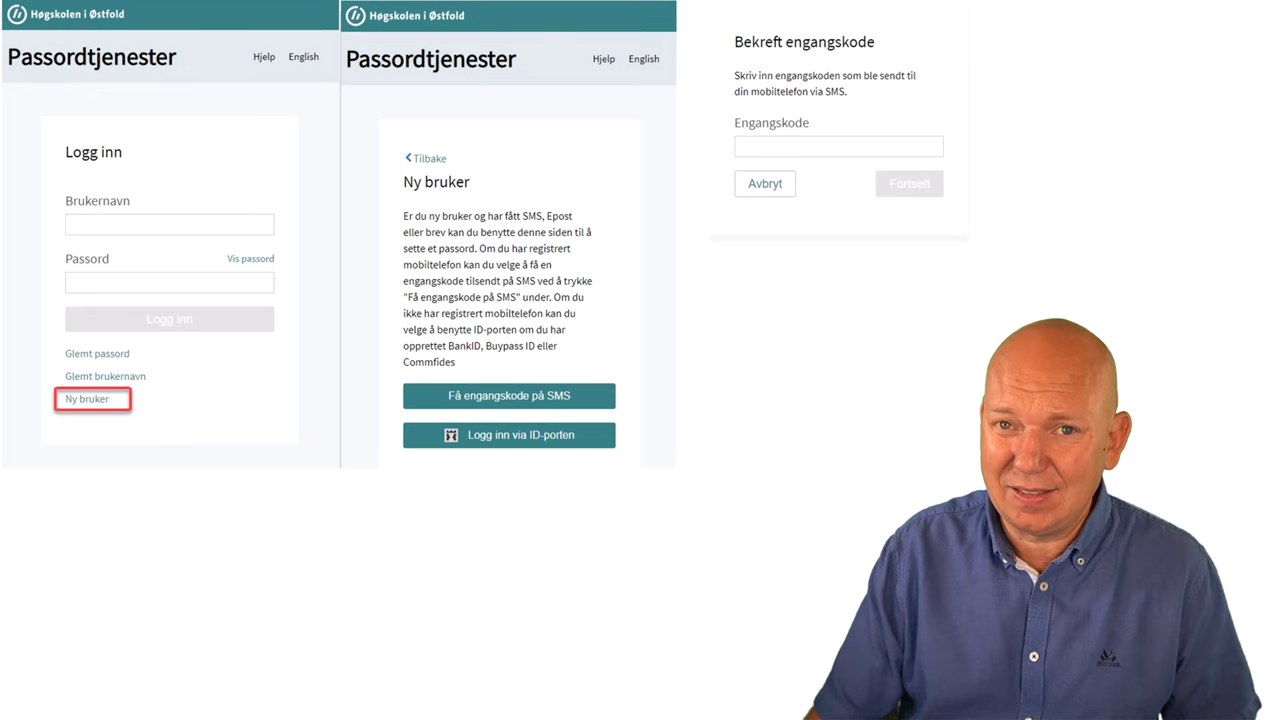 Høgskolen i Østfold
Passordtjenester
Hjelp
English
Logg inn
Brukernavn
Passord
Vis passord
Logg inn
Glemt passord
Glemt brukernavn
Ny bruker
Høgskolen i Østfold
Passordtjenester
Hjelp
English
Tilbake
Ny bruker
Er du ny bruker og har fått SMS, Epost
eller brev kan du benytte denne siden til å
sette et passord. Om du har registrert
mobiltelefon kan du velge å få en
engangskode tilsendt på SMS ved å trykke
"Få engangskode på SMS" under. Om du
ikke har registrert mobiltelefon kan du
velge å benytte ID-porten om du har
opprettet BankID, Buypass ID eller
Commfides
Få engangskode på SMS
Logg inn via ID-porten
Bekreft engangskode
Skriv inn engangskoden som ble sendt til
din mobiltelefon via SMS.
Engangskode
Avbryt
Fortsett